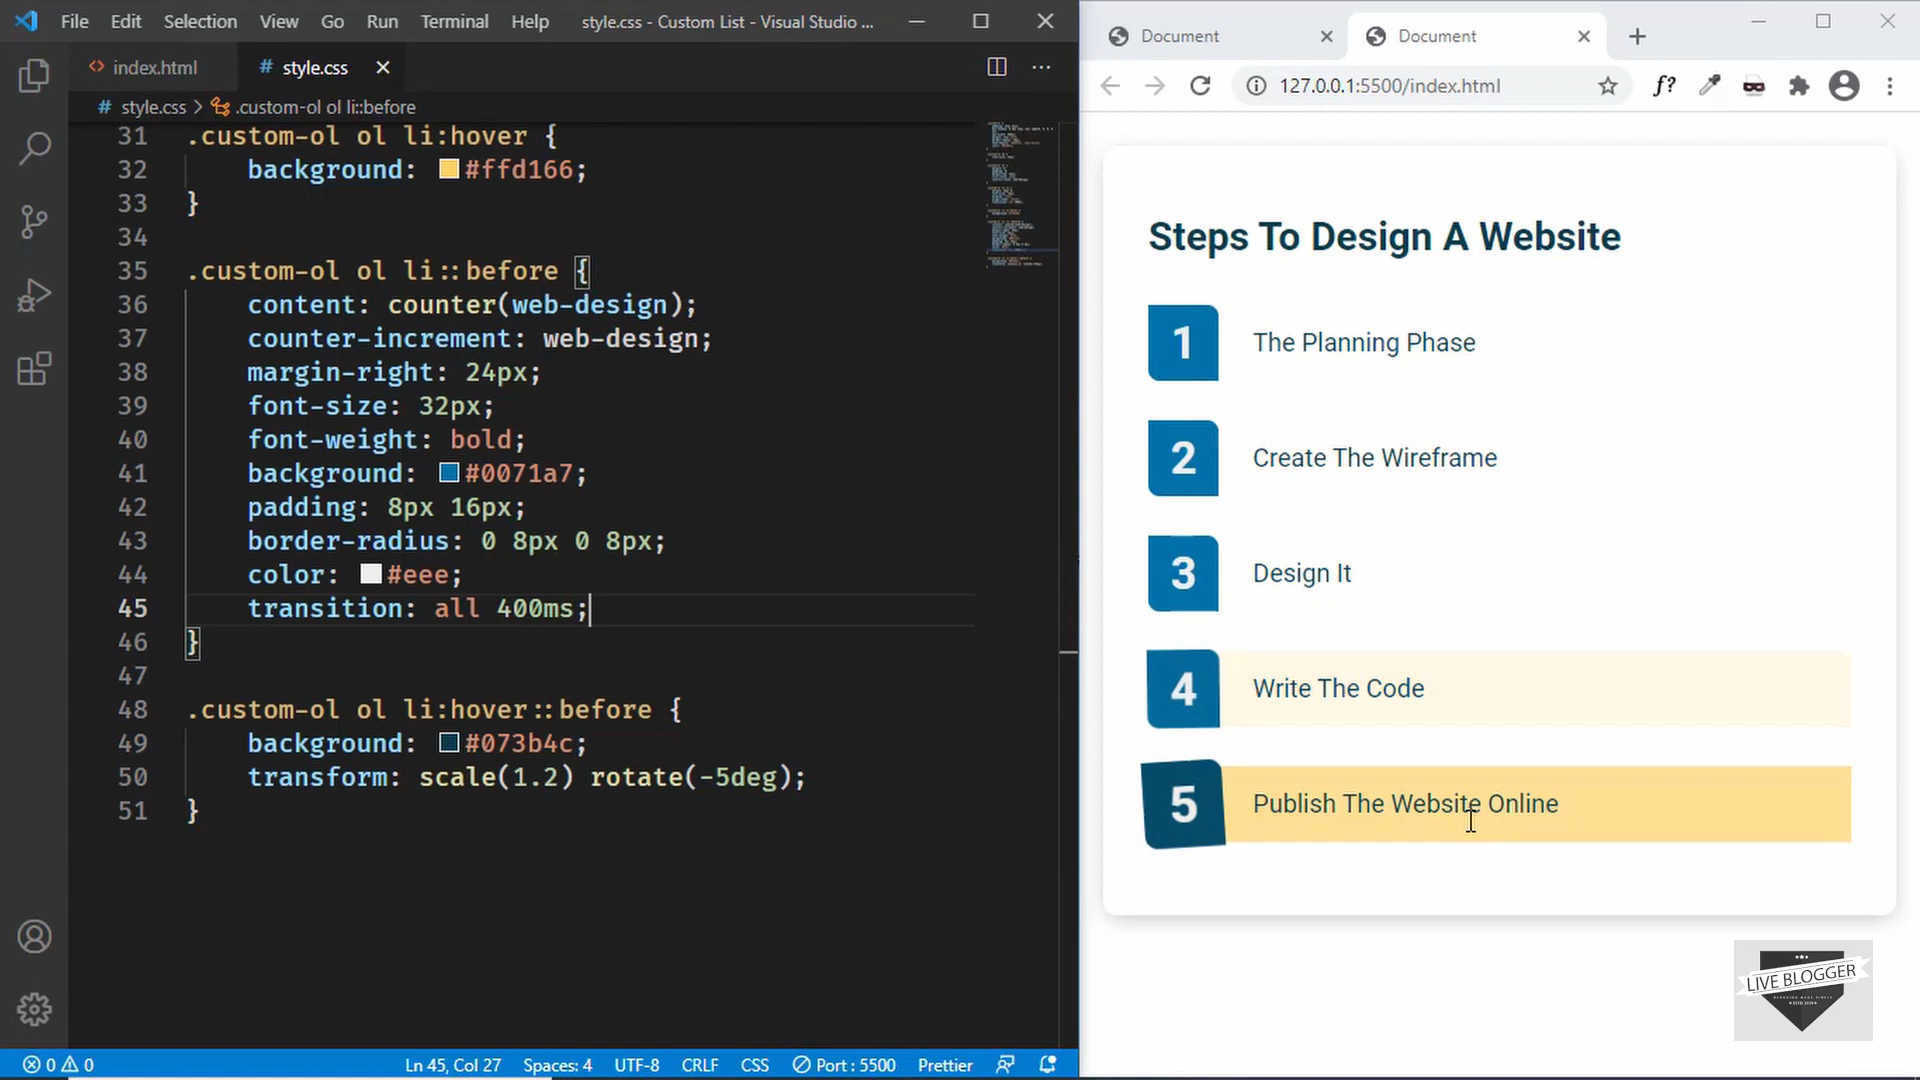 File Edit Selection View Go Run Terminal Help style.css - Custom List - Visual Studio ...
index.html # style.css
# style.css > .custom-ol ol li::before
31 .custom-ol ol li:hover {
32 background: #ffd166;
33 }
34
35 .custom-ol ol li::before {
36 content: counter(web-design);
37 counter-increment: web-design;
38 margin-right: 24px;
39 font-size: 32px;
40 font-weight: bold;
41 background: #0071a7;
42 padding: 8px 16px;
43 border-radius: 0 8px 0 8px;
44 color: #eee;
45 transition: all 400ms;
46 }
47
48 .custom-ol ol li:hover::before {
49 background: #073b4c;
50 transform: scale(1.2) rotate(-5deg);
51 }
0 0 Ln 45, Col 27 Spaces: 4 UTF-8 CRLF CSS Port : 5500 Prettier
Document Document
127.0.0.1:5500/index.html f?
Steps To Design A Website
1 The Planning Phase
2 Create The Wireframe
3 Design It
4 Write The Code
5 Publish The Website Online
LIVE BLOGGER